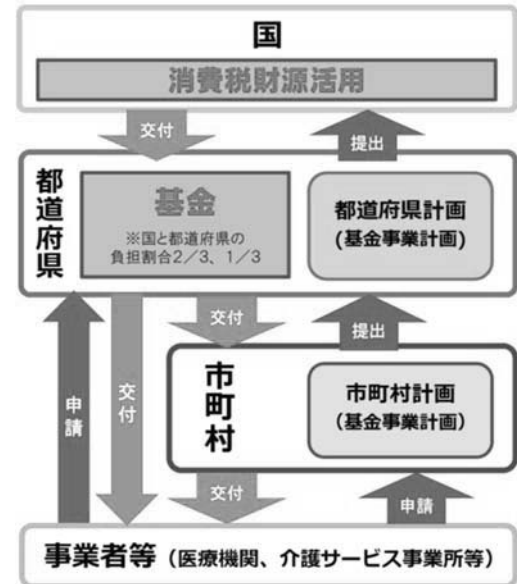 国
消費税財源活用
交付
提出
都道府県
基金
※国と都道府県の
負担割合2/3、1/3
都道府県計画
(基金事業計画)
交付
提出
申請
交付
市町村
市町村計画
(基金事業計画)
交付
申請
事業者等(医療機関、介護サービス事業所等)